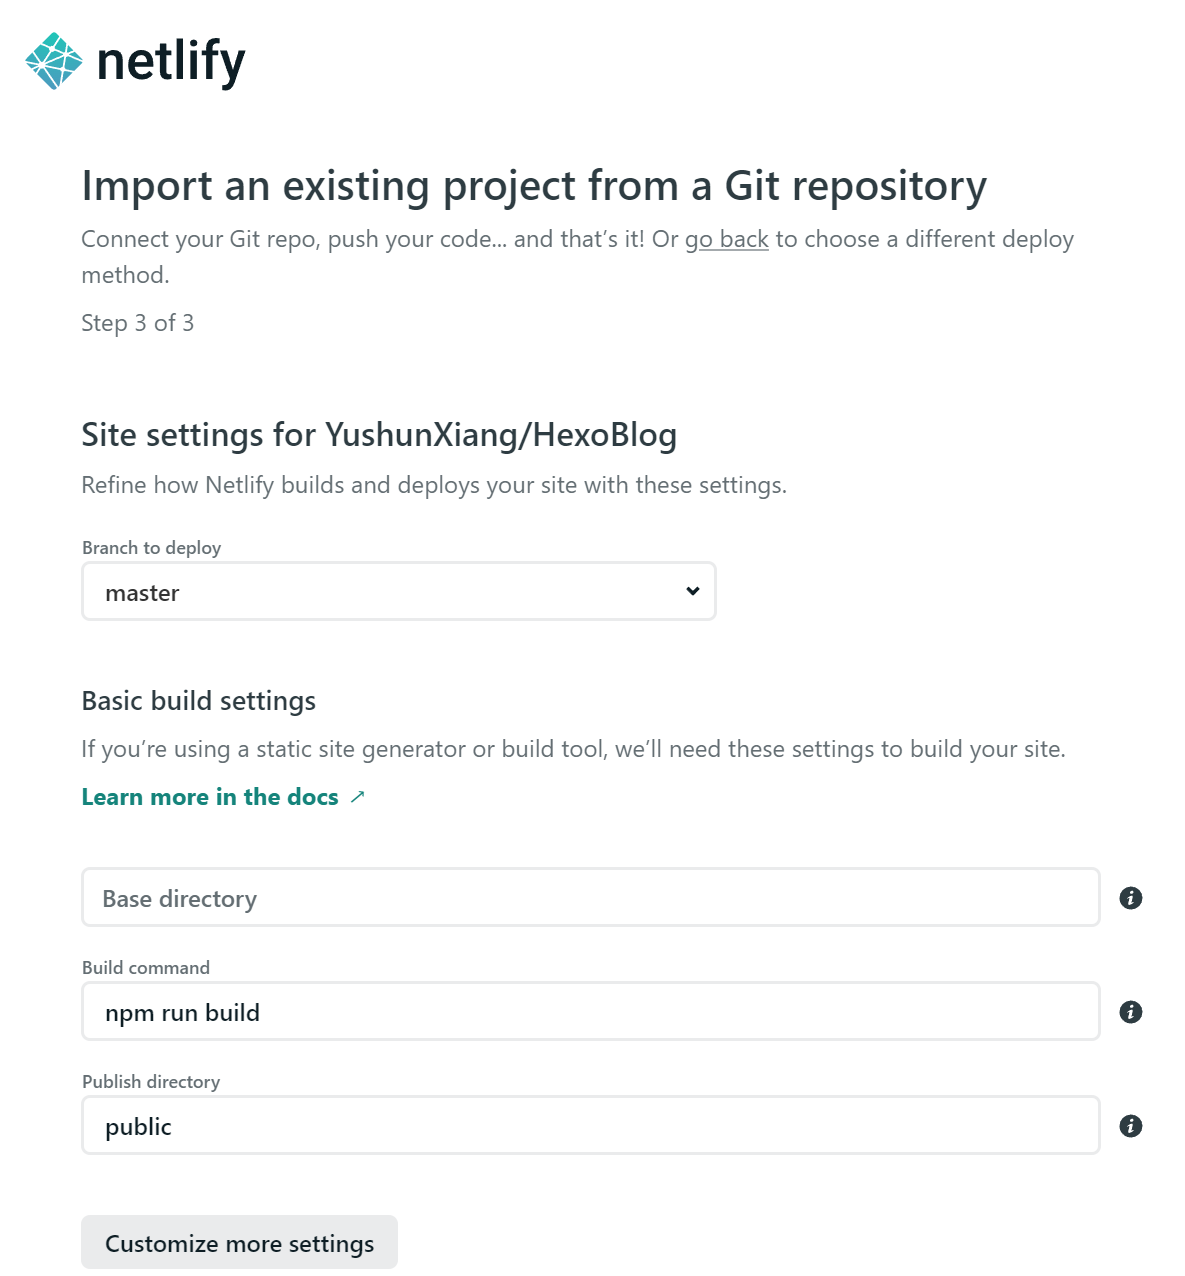 netlify
Import an existing project from a Git repository
Connect your Git repo, push your code... and that’s it! Or go back to choose a different deploy
method.
Step 3 of 3
Site settings for YushunXiang/HexoBlog
Refine how Netlify builds and deploys your site with these settings.
Branch to deploy
master
Basic build settings
If you’re using a static site generator or build tool, we’ll need these settings to build your site.
Learn more in the docs ↗
Base directory
Build command
npm run build
Publish directory
public
Customize more settings